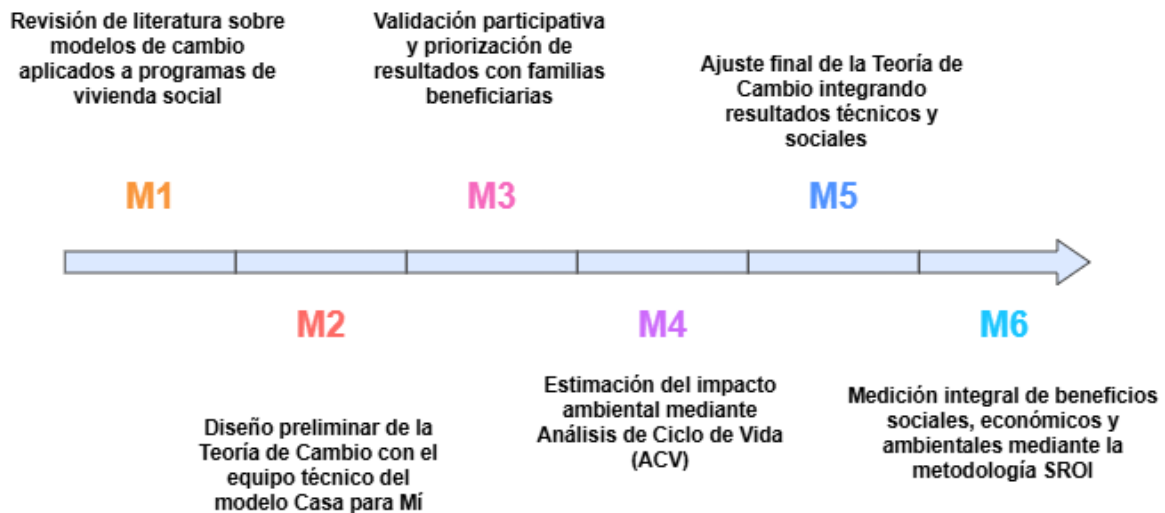 Revisión de literatura sobre
modelos de cambio
aplicados a programas de
vivienda social
M1
Diseño preliminar de la
Teoría de Cambio con el
equipo técnico del
modelo Casa para Mí
M2
Validación participativa
y priorización de
resultados con familias
beneficiarias
M3
Estimación del impacto
ambiental mediante
Análisis de Ciclo de Vida
(ACV)
M4
Ajuste final de la Teoría de
Cambio integrando
resultados técnicos y
sociales
M5
Medición integral de beneficios
sociales, económicos y
ambientales mediante la
metodología SROI
M6